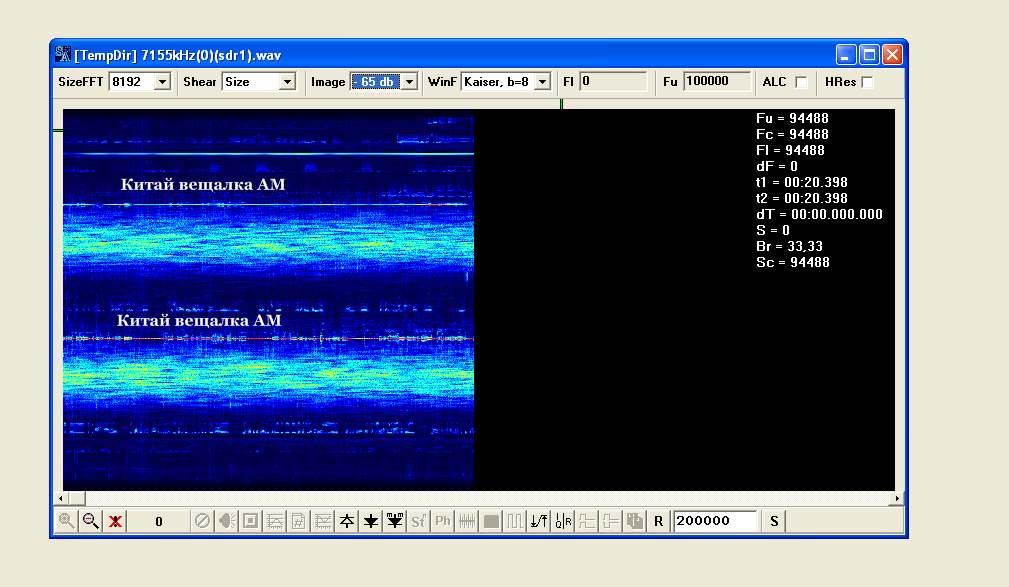 [TempDir] 7155kHz(0)(sdr1).wav
SizeFFT 8192 Shear Size Image - 65 db WinF Kaiser, b=8 Fl 0 Fu 100000 ALC HRes
Fu = 94488
Fc = 94488
Fl = 94488
dF = 0
t1 = 00:20.398
t2 = 00:20.398
dT = 00:00.000.000
S = 0
Br = 33,33
Sc = 94488
Китай вещалка АМ
Китай вещалка АМ
0 Sf Ph R 200000 S